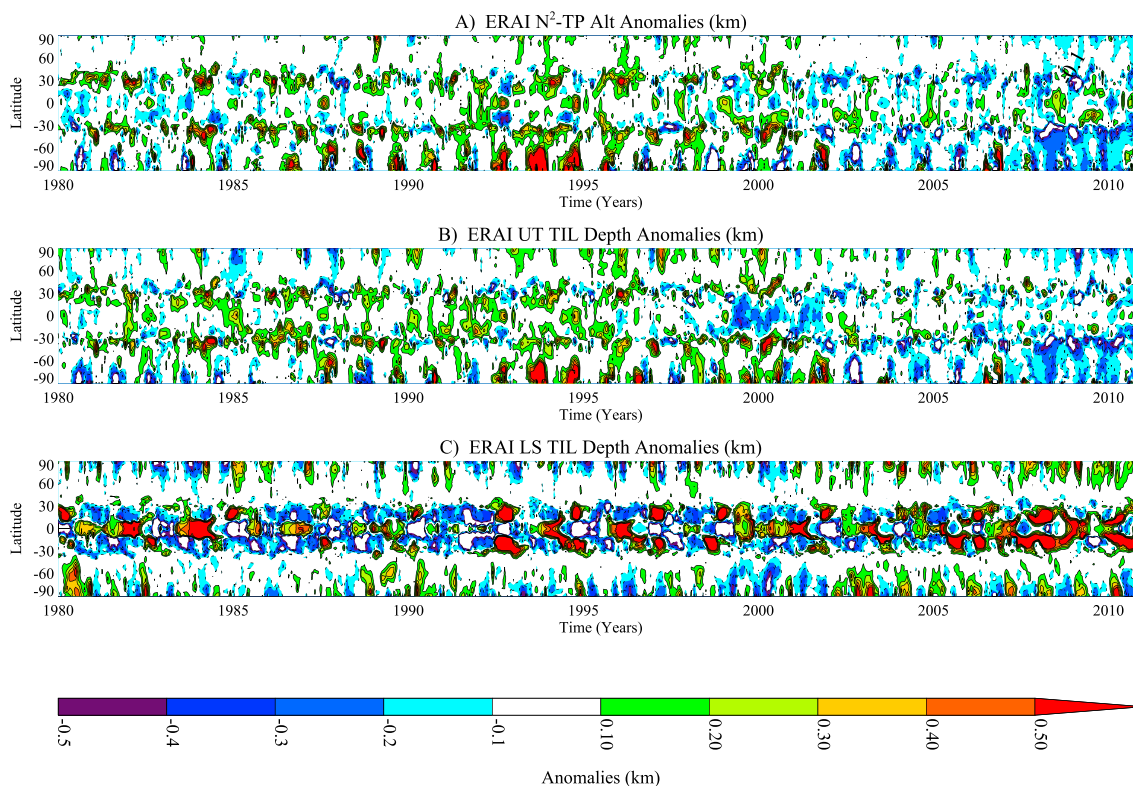 A) ERAI N²-TP Alt Anomalies (km)
90
60
30
0
-30
-60
-90
Latitude
1980 1985 1990 1995 2000 2005 2010
Time (Years)
B) ERAI UT TIL Depth Anomalies (km)
90
60
30
0
-30
-60
-90
Latitude
1980 1985 1990 1995 2000 2005 2010
Time (Years)
C) ERAI LS TIL Depth Anomalies (km)
90
60
30
0
-30
-60
-90
Latitude
1980 1985 1990 1995 2000 2005 2010
Time (Years)
-0.5 -0.4 -0.3 -0.2 -0.1 0.10 0.20 0.30 0.40 0.50
Anomalies (km)